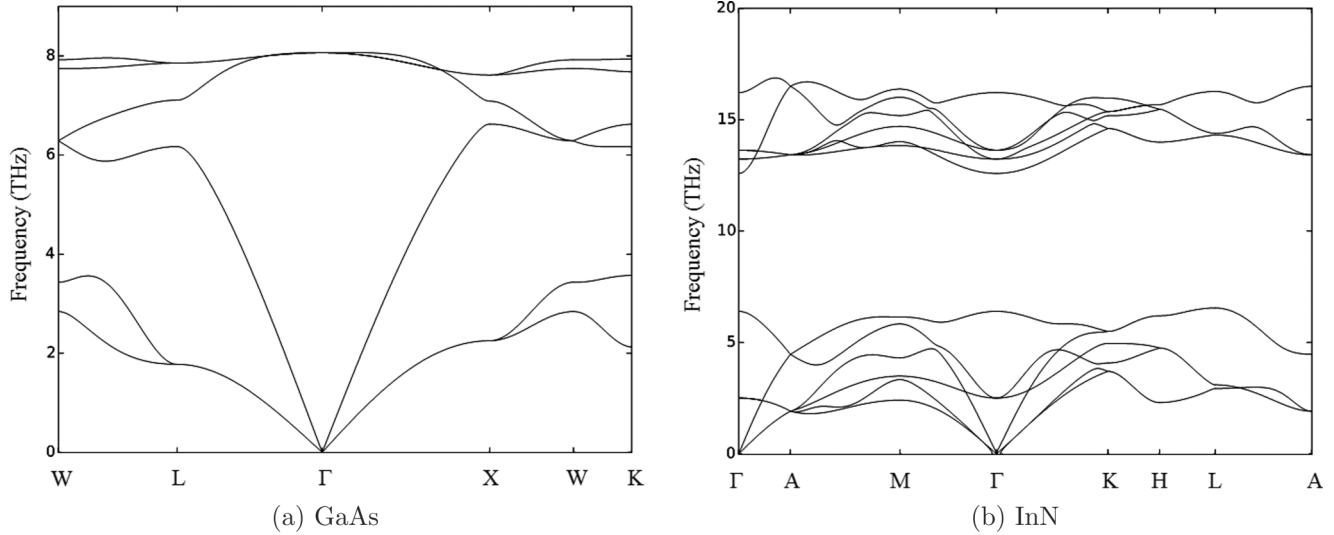 8
6
4
2
0
Frequency (THz)
W L Γ X W K
(a) GaAs
20
15
10
5
0
Frequency (THz)
Γ A M Γ K H L A
(b) InN